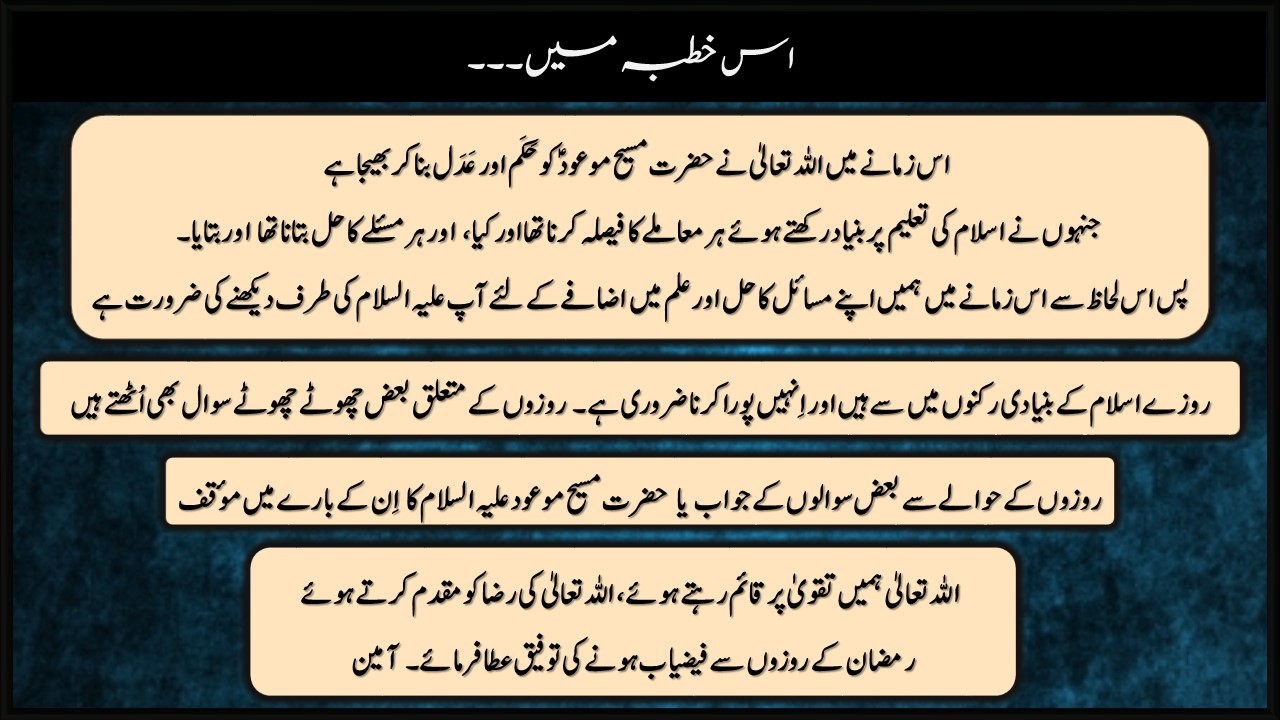 اس خطبہ میں۔۔۔
اس زمانے میں اللہ تعالیٰ نے حضرت مسیح موعودؑ کو حَکَم اور عَدَل بنا کر بھیجا ہے
جنہوں نے اسلام کی تعلیم پر بنیاد رکھتے ہوئے ہر معاملے کا فیصلہ کرنا تھا اور کیا، اور ہر مسئلے کا حل بتانا تھا اور بتایا۔
پس اس لحاظ سے اس زمانے میں ہمیں اپنے مسائل کا حل اور علم میں اضافے کے لئے آپ علیہ السلام کی طرف دیکھنے کی ضرورت ہے
روزے اسلام کے بنیادی رکنوں میں سے ہیں اور اِنہیں پورا کرنا ضروری ہے۔ روزوں کے متعلق بعض چھوٹے چھوٹے سوال بھی اُٹھتے ہیں
روزوں کے حوالے سے بعض سوالوں کے جواب یا حضرت مسیح موعود علیہ السلام کا اِن کے بارے میں موٴقف
اللہ تعالیٰ ہمیں تقویٰ پر قائم رہتے ہوئے، اللہ تعالیٰ کی رضا کو مقدم کرتے ہوئے
رمضان کے روزوں سے فیضیاب ہونے کی توفیق عطا فرمائے۔ آمین